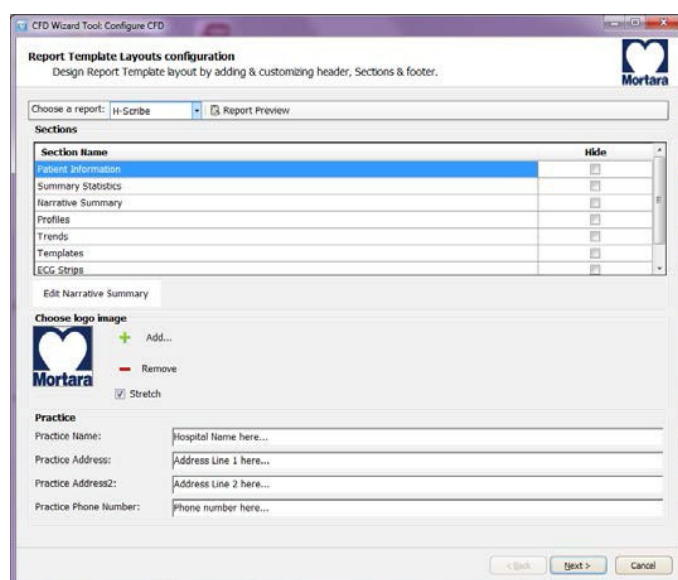 CFD Wizard Tool: Configure CFD
Report Template Layouts configuration
Design Report Template layout by adding & customizing header, Sections & footer.
Mortara
Choose a report: H-Scribe Report Preview
Sections
Section Name Hide
Patient Information
Summary Statistics
Narrative Summary
Profiles
Trends
Templates
ECG Strips
Edit Narrative Summary
Choose logo image
Add...
Remove
Mortara
Stretch
Practice
Practice Name: Hospital Name here...
Practice Address: Address Line 1 here...
Practice Address2: Address Line 2 here...
Practice Phone Number: Phone number here...
< Back Next > Cancel